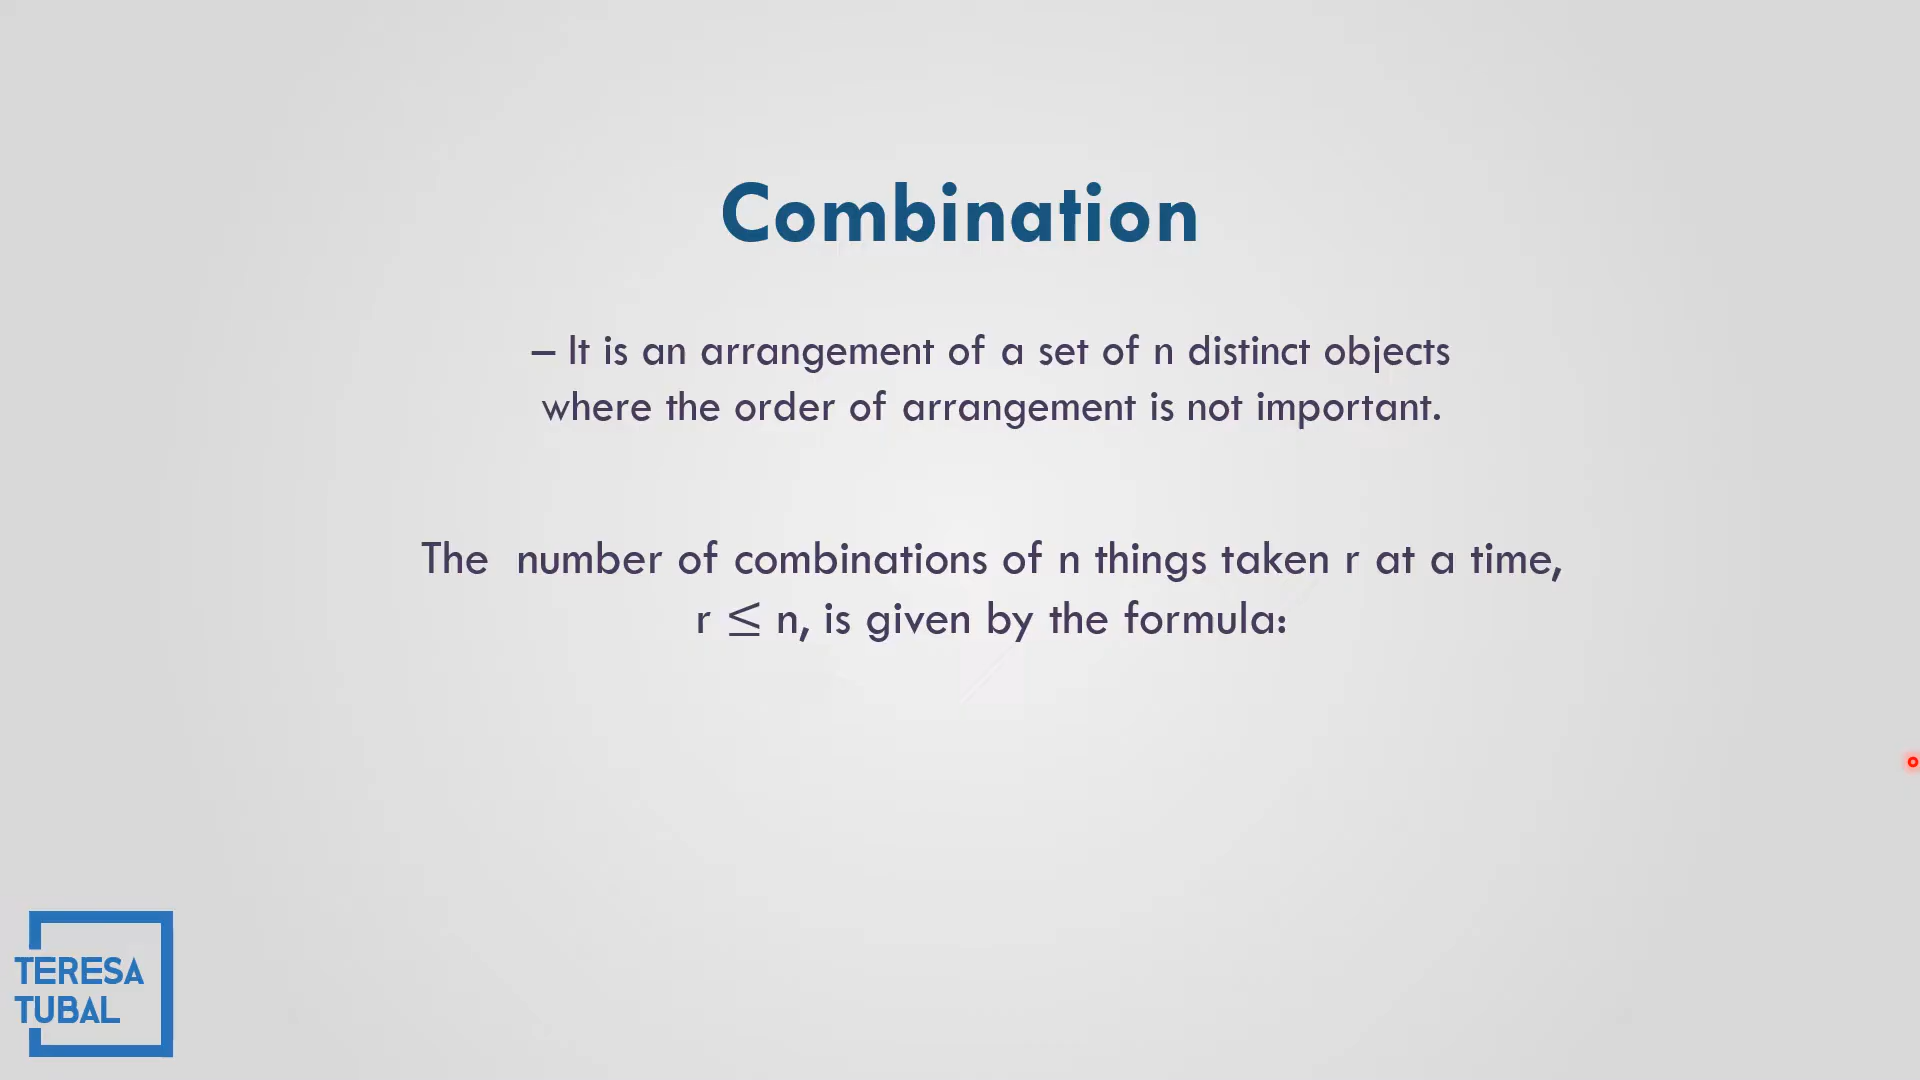 Combination
– It is an arrangement of a set of n distinct objects
where the order of arrangement is not important.
The number of combinations of n things taken r at a time,
r ≤ n, is given by the formula:
TERESA
TUBAL